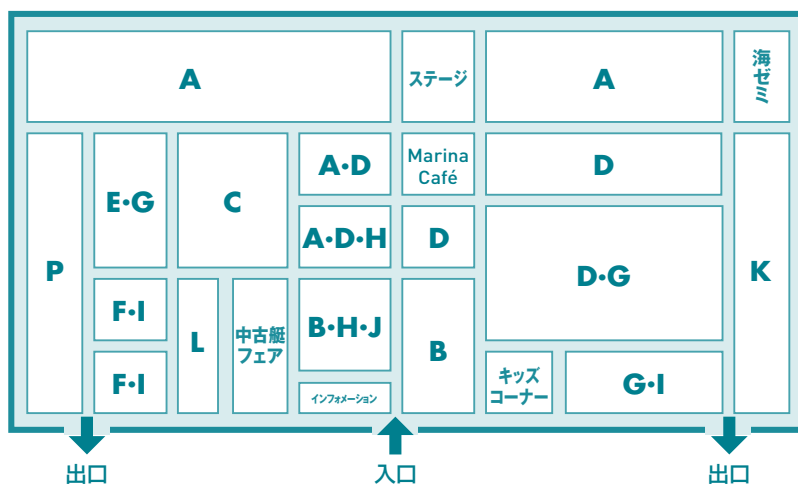 A
ステージ
A
海ゼミ
P
E・G
C
A・D
Marina
Café
D
K
A・D・H
D
D・G
F・I
L
中古艇
フェア
B・H・J
B
F・I
インフォメーション
キッズ
コーナー
G・I
出口
入口
出口